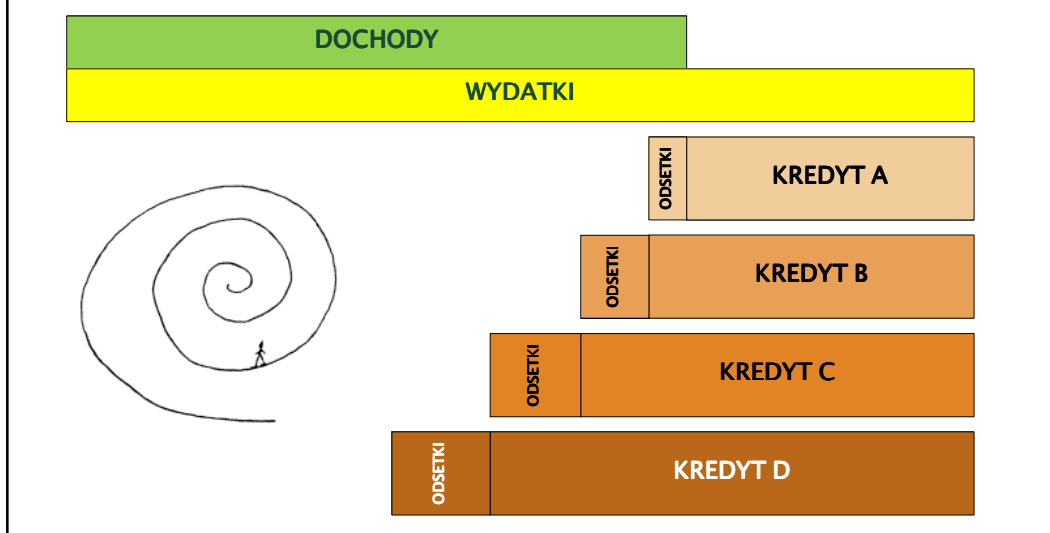 DOCHODY
WYDATKI
ODSETKI
KREDYT A
ODSETKI
KREDYT B
ODSETKI
KREDYT C
ODSETKI
KREDYT D